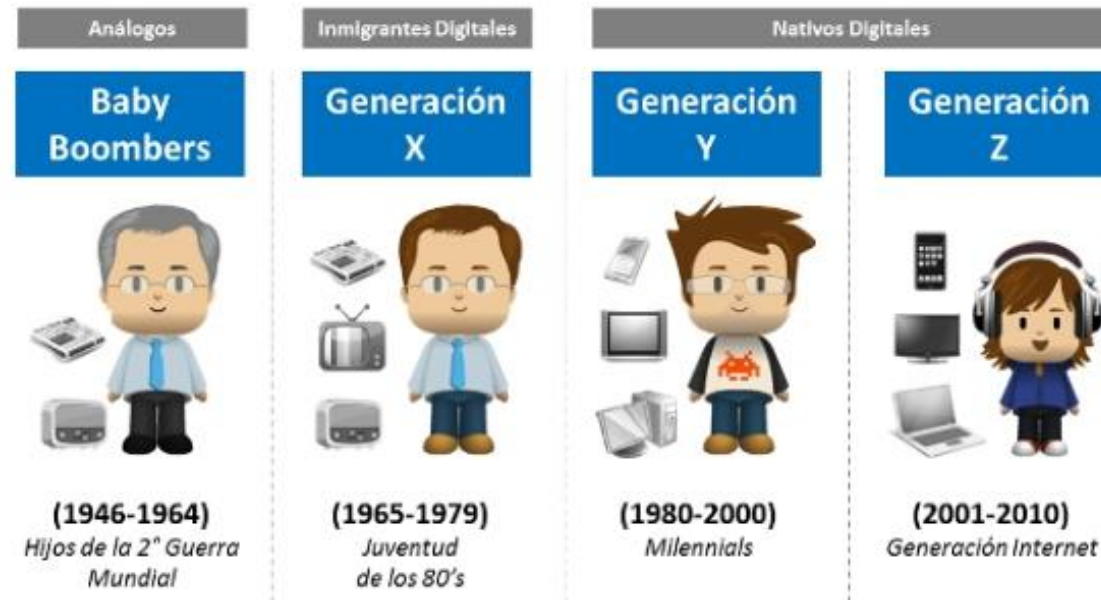 Análogos
Inmigrantes Digitales
Nativos Digitales
Baby
Boombers
Generación
X
Generación
Y
Generación
Z
(1946-1964)
Hijos de la 2° Guerra
Mundial
(1965-1979)
Juventud
de los 80's
(1980-2000)
Milennials
(2001-2010)
Generación Internet